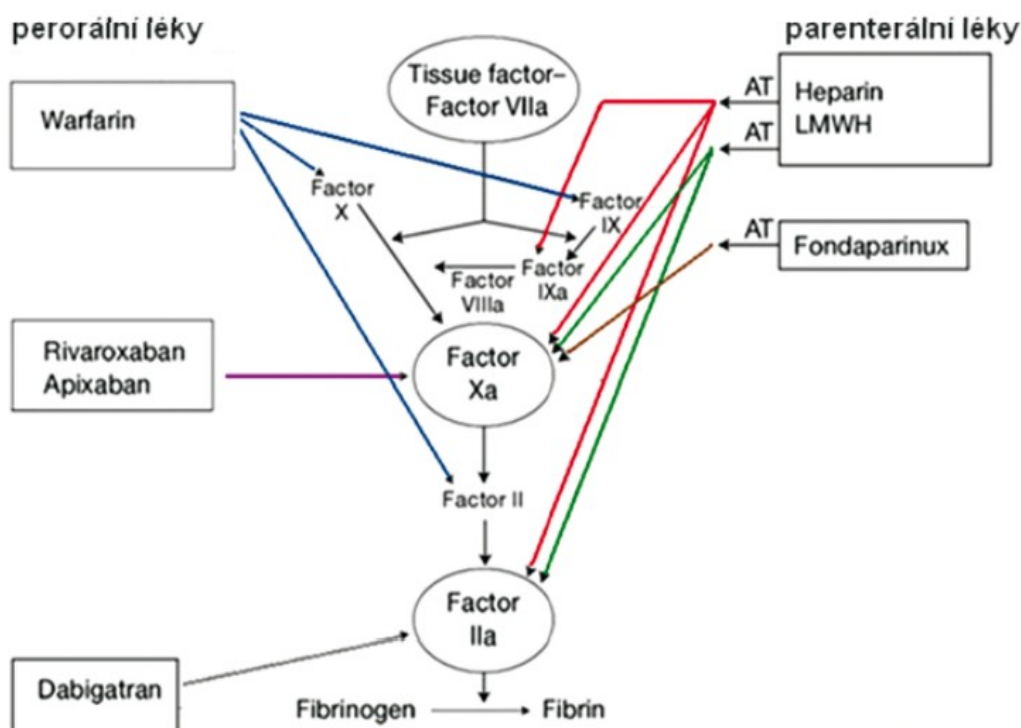 perorální léky
parenterální léky
Warfarin
Tissue factor–
Factor VIIa
AT
Heparin
AT
LMWH
Factor
X
Factor
IX
AT
Fondaparinux
Factor
VIIIa
Factor
IXa
Rivaroxaban
Apixaban
Factor
Xa
Factor II
Factor
IIa
Dabigatran
Fibrinogen
Fibrin